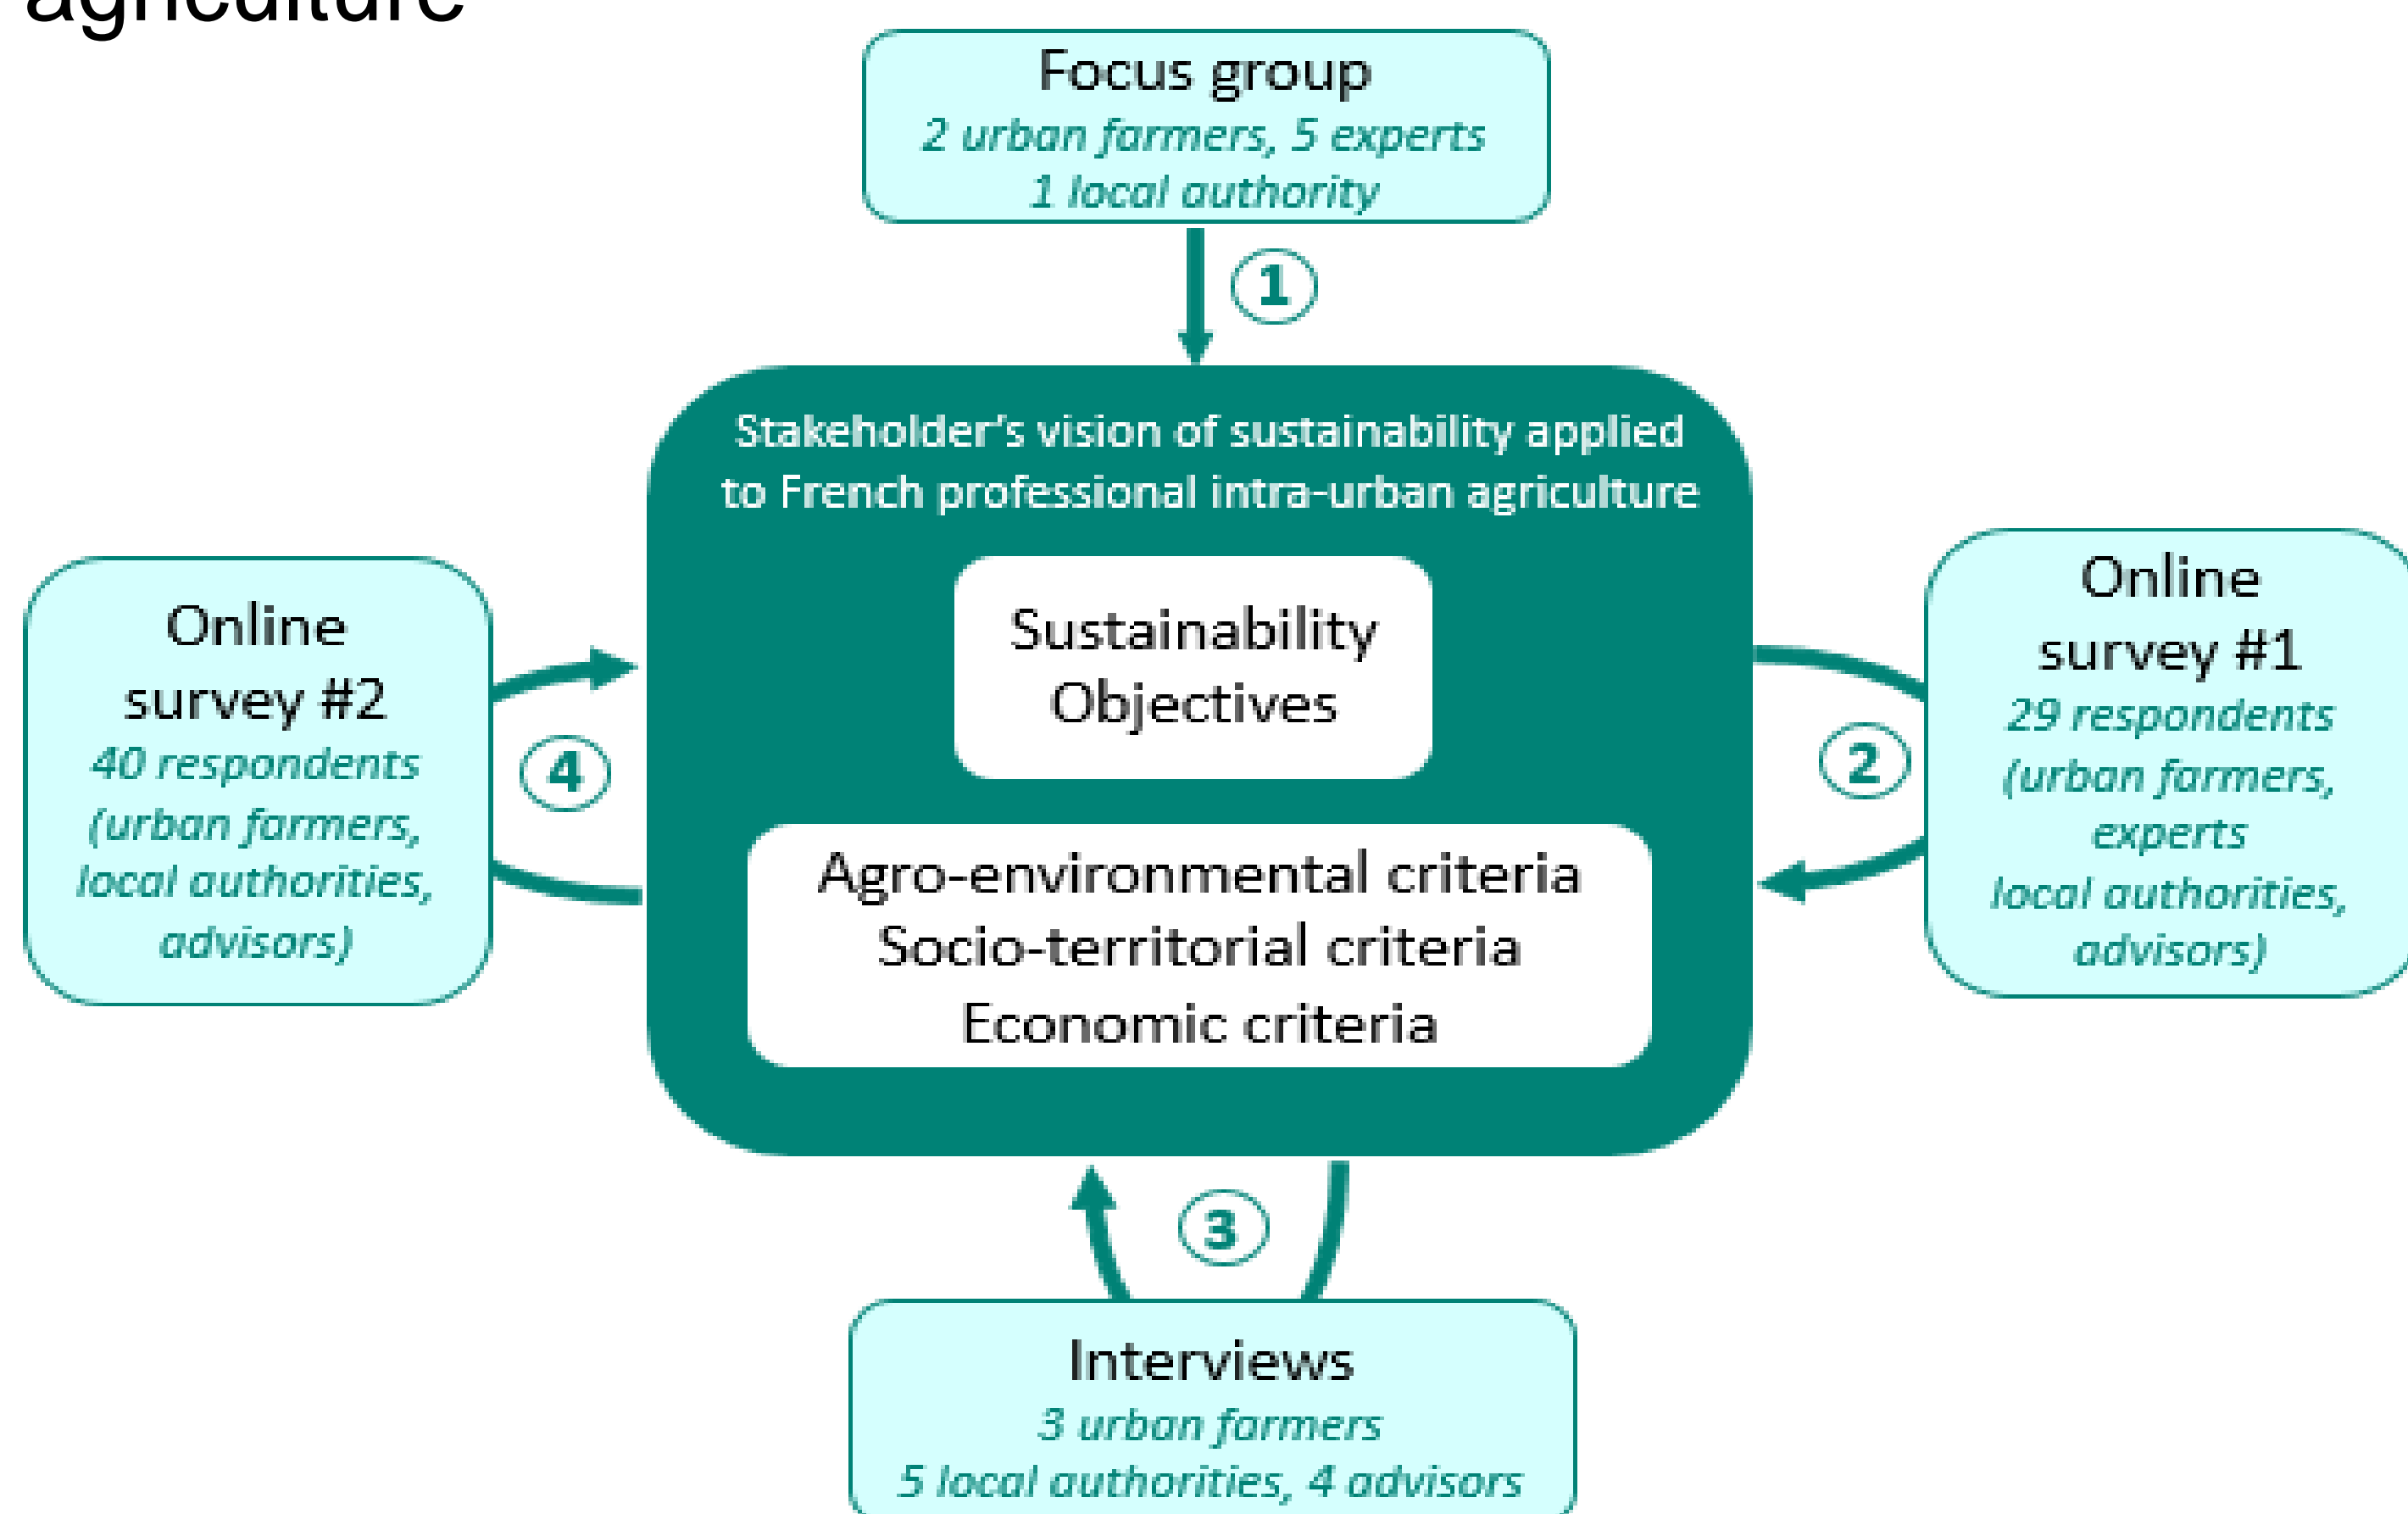 agriculture
Focus group
2 urban farmers, 5 experts
1 local authority
1
Stakeholder's vision of sustainability applied
to French professional intra-urban agriculture
Sustainability
Objectives
Agro-environmental criteria
Socio-territorial criteria
Economic criteria
Online
survey #1
29 respondents
(urban farmers,
experts
local authorities,
advisors)
2
3
Interviews
3 urban farmers
5 local authorities, 4 advisors
Online
survey #2
40 respondents
(urban farmers,
local authorities,
advisors)
4